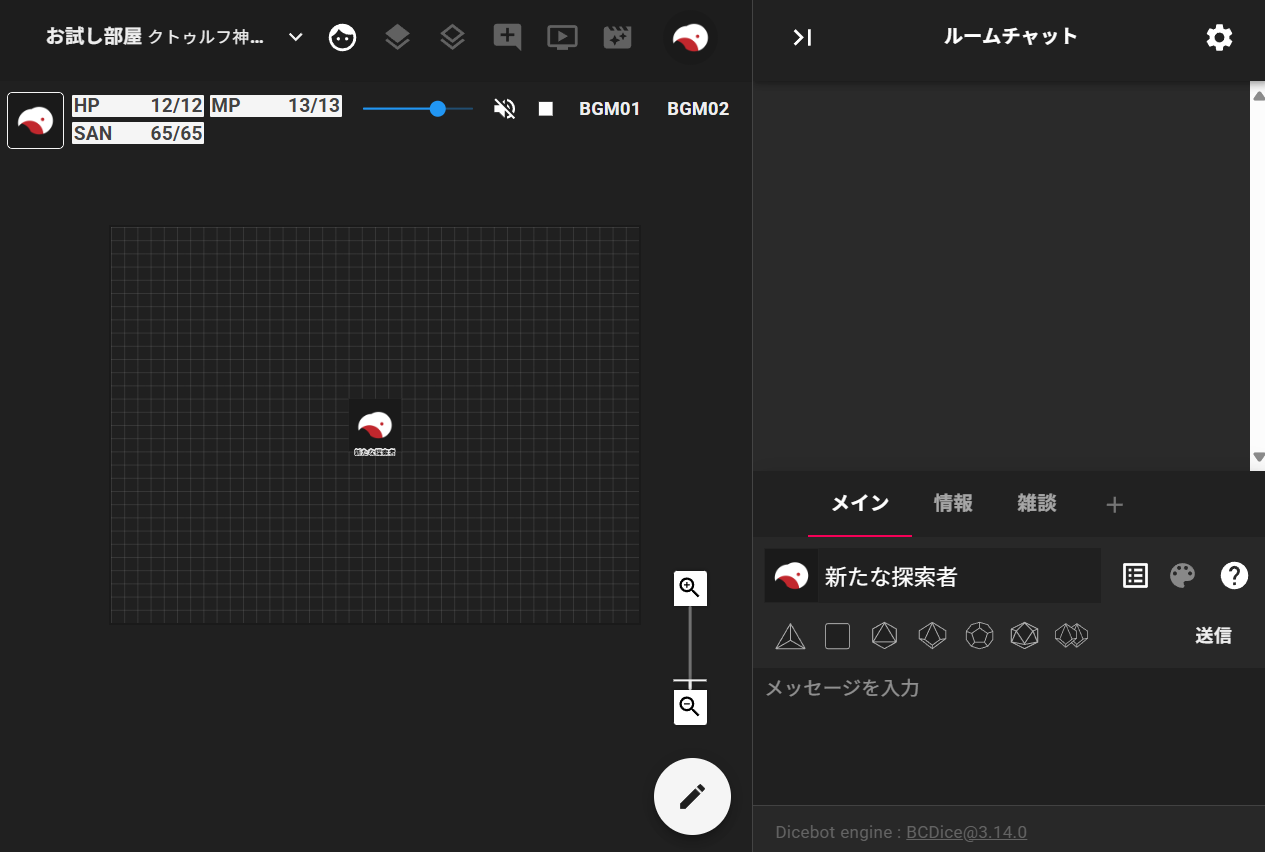 お試し部屋 クトゥルフ神...
ルームチャット
HP 12/12 MP 13/13
SAN 65/65
BGM01 BGM02
新たな探索者
メイン 情報 雑談
新たな探索者
送信
メッセージを入力
Dicebot engine : BCDice@3.14.0